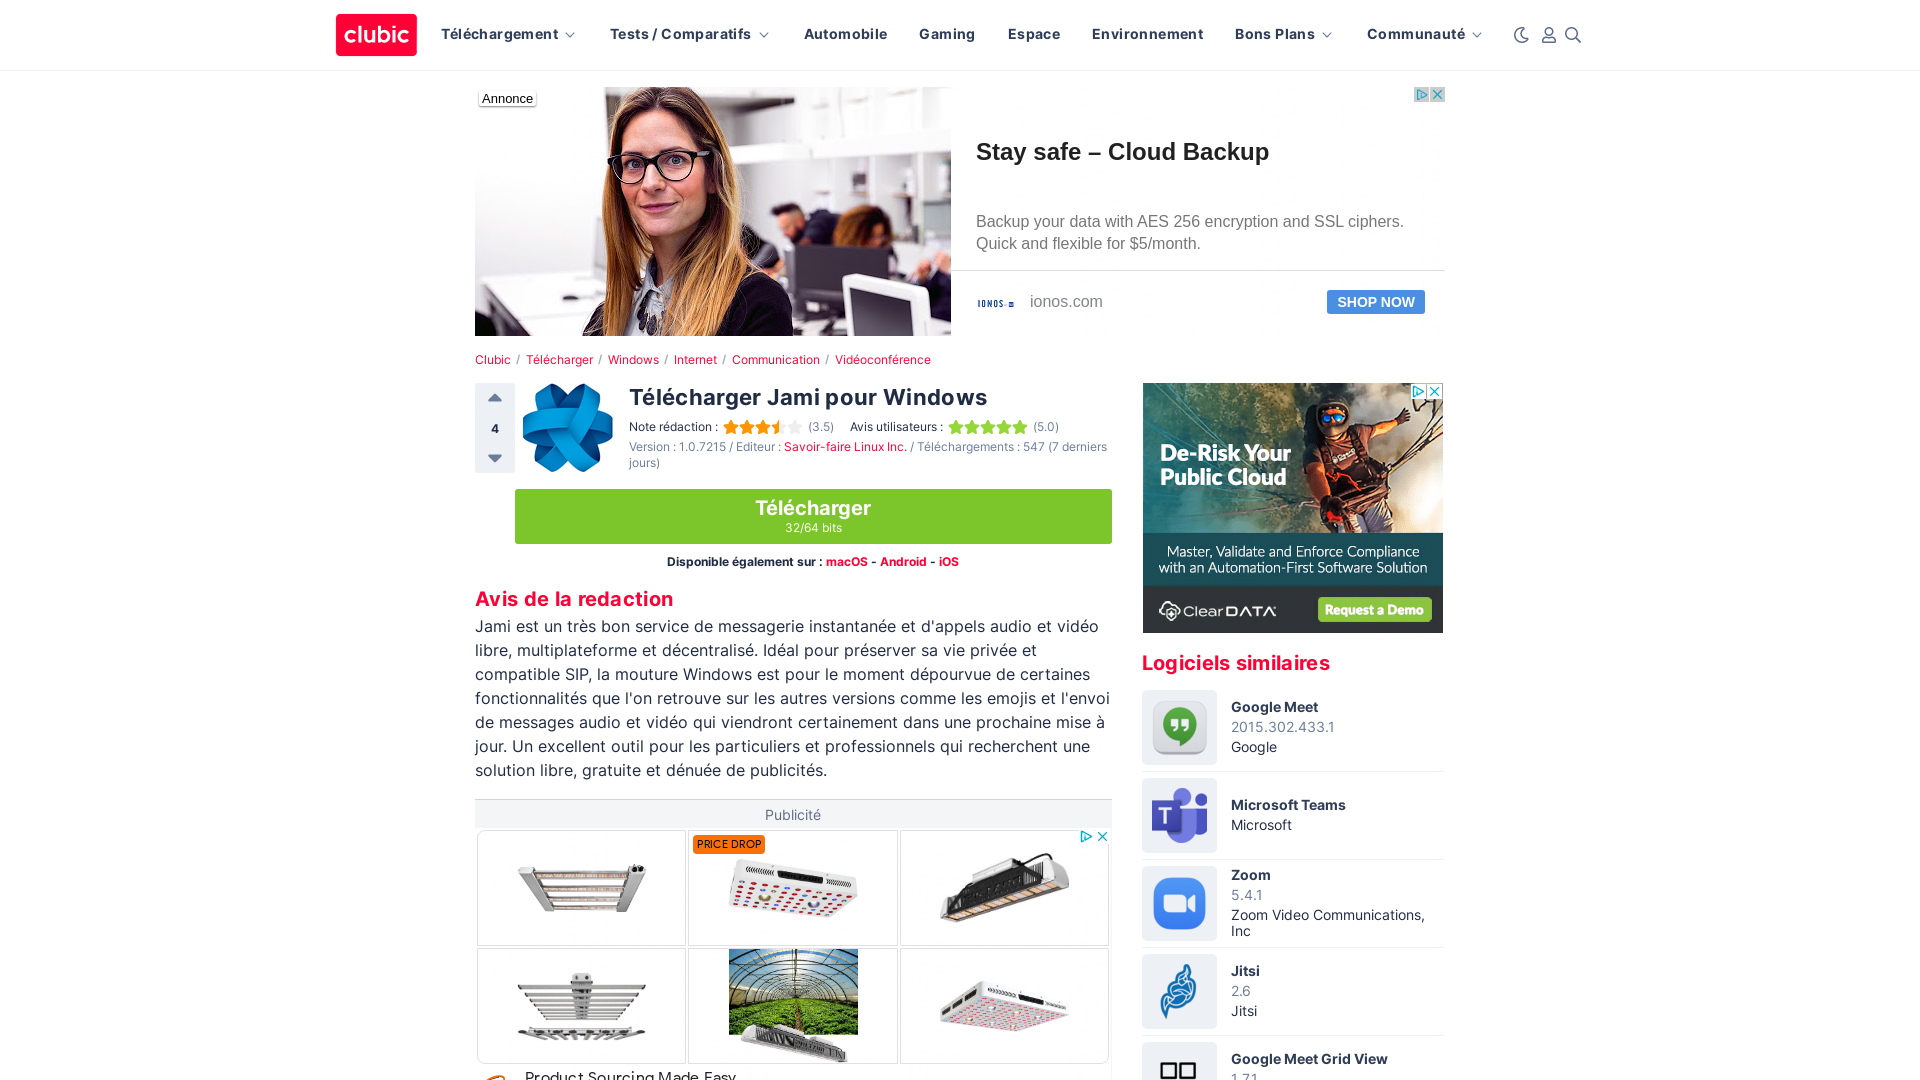 clubic
Téléchargement
Tests / Comparatifs
Automobile
Gaming
Espace
Environnement
Bons Plans
Communauté
Annonce
Stay safe – Cloud Backup
Backup your data with AES 256 encryption and SSL ciphers.
Quick and flexible for $5/month.
IONOS
ionos.com
SHOP NOW
Clubic / Télécharger / Windows / Internet / Communication / Vidéoconférence
4
Télécharger Jami pour Windows
Note rédaction : (3.5) Avis utilisateurs : (5.0)
Version : 1.0.7215 / Editeur : Savoir-faire Linux Inc. / Téléchargements : 547 (7 derniers
jours)
Télécharger
32/64 bits
Disponible également sur : macOS - Android - iOS
Avis de la redaction
Jami est un très bon service de messagerie instantanée et d'appels audio et vidéo
libre, multiplateforme et décentralisé. Idéal pour préserver sa vie privée et
compatible SIP, la mouture Windows est pour le moment dépourvue de certaines
fonctionnalités que l'on retrouve sur les autres versions comme les emojis et l'envoi
de messages audio et vidéo qui viendront certainement dans une prochaine mise à
jour. Un excellent outil pour les particuliers et professionnels qui recherchent une
solution libre, gratuite et dénuée de publicités.
Publicité
PRICE DROP
Product Sourcing Made Easy
De-Risk Your
Public Cloud
Master, Validate and Enforce Compliance
with an Automation-First Software Solution
ClearDATA
Request a Demo
Logiciels similaires
Google Meet
2015.302.433.1
Google
T
Microsoft Teams
Microsoft
Zoom
5.4.1
Zoom Video Communications,
Inc
Jitsi
2.6
Jitsi
Google Meet Grid View
1.7.1